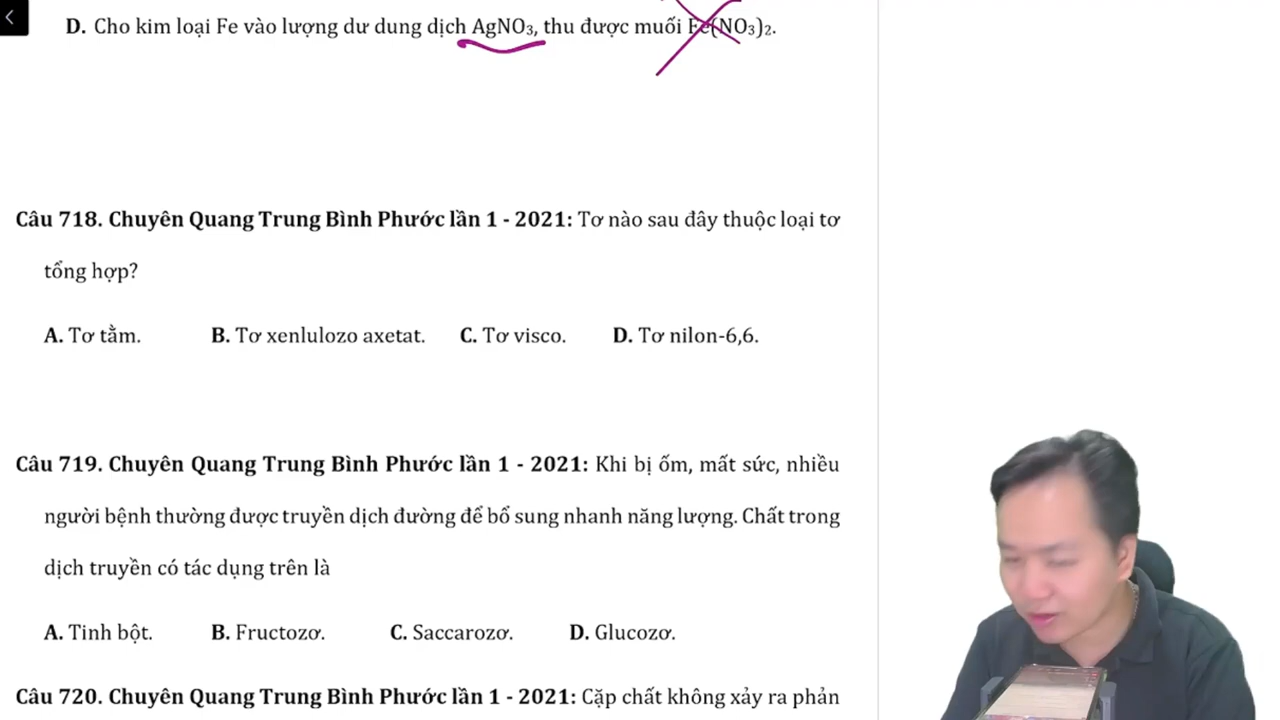 D. Cho kim loại Fe vào lượng dư dung dịch AgNO₃, thu được muối Fe(NO₃)₂.
Câu 718. Chuyên Quang Trung Bình Phước lần 1 - 2021: Tơ nào sau đây thuộc loại tơ
tổng hợp?
A. Tơ tằm. B. Tơ xenlulozo axetat. C. Tơ visco. D. Tơ nilon-6,6.
Câu 719. Chuyên Quang Trung Bình Phước lần 1 - 2021: Khi bị ốm, mất sức, nhiều
người bệnh thường được truyền dịch đường để bổ sung nhanh năng lượng. Chất trong
dịch truyền có tác dụng trên là
A. Tinh bột. B. Fructozơ. C. Saccarozơ. D. Glucozơ.
Câu 720. Chuyên Quang Trung Bình Phước lần 1 - 2021: Cặp chất không xảy ra phản